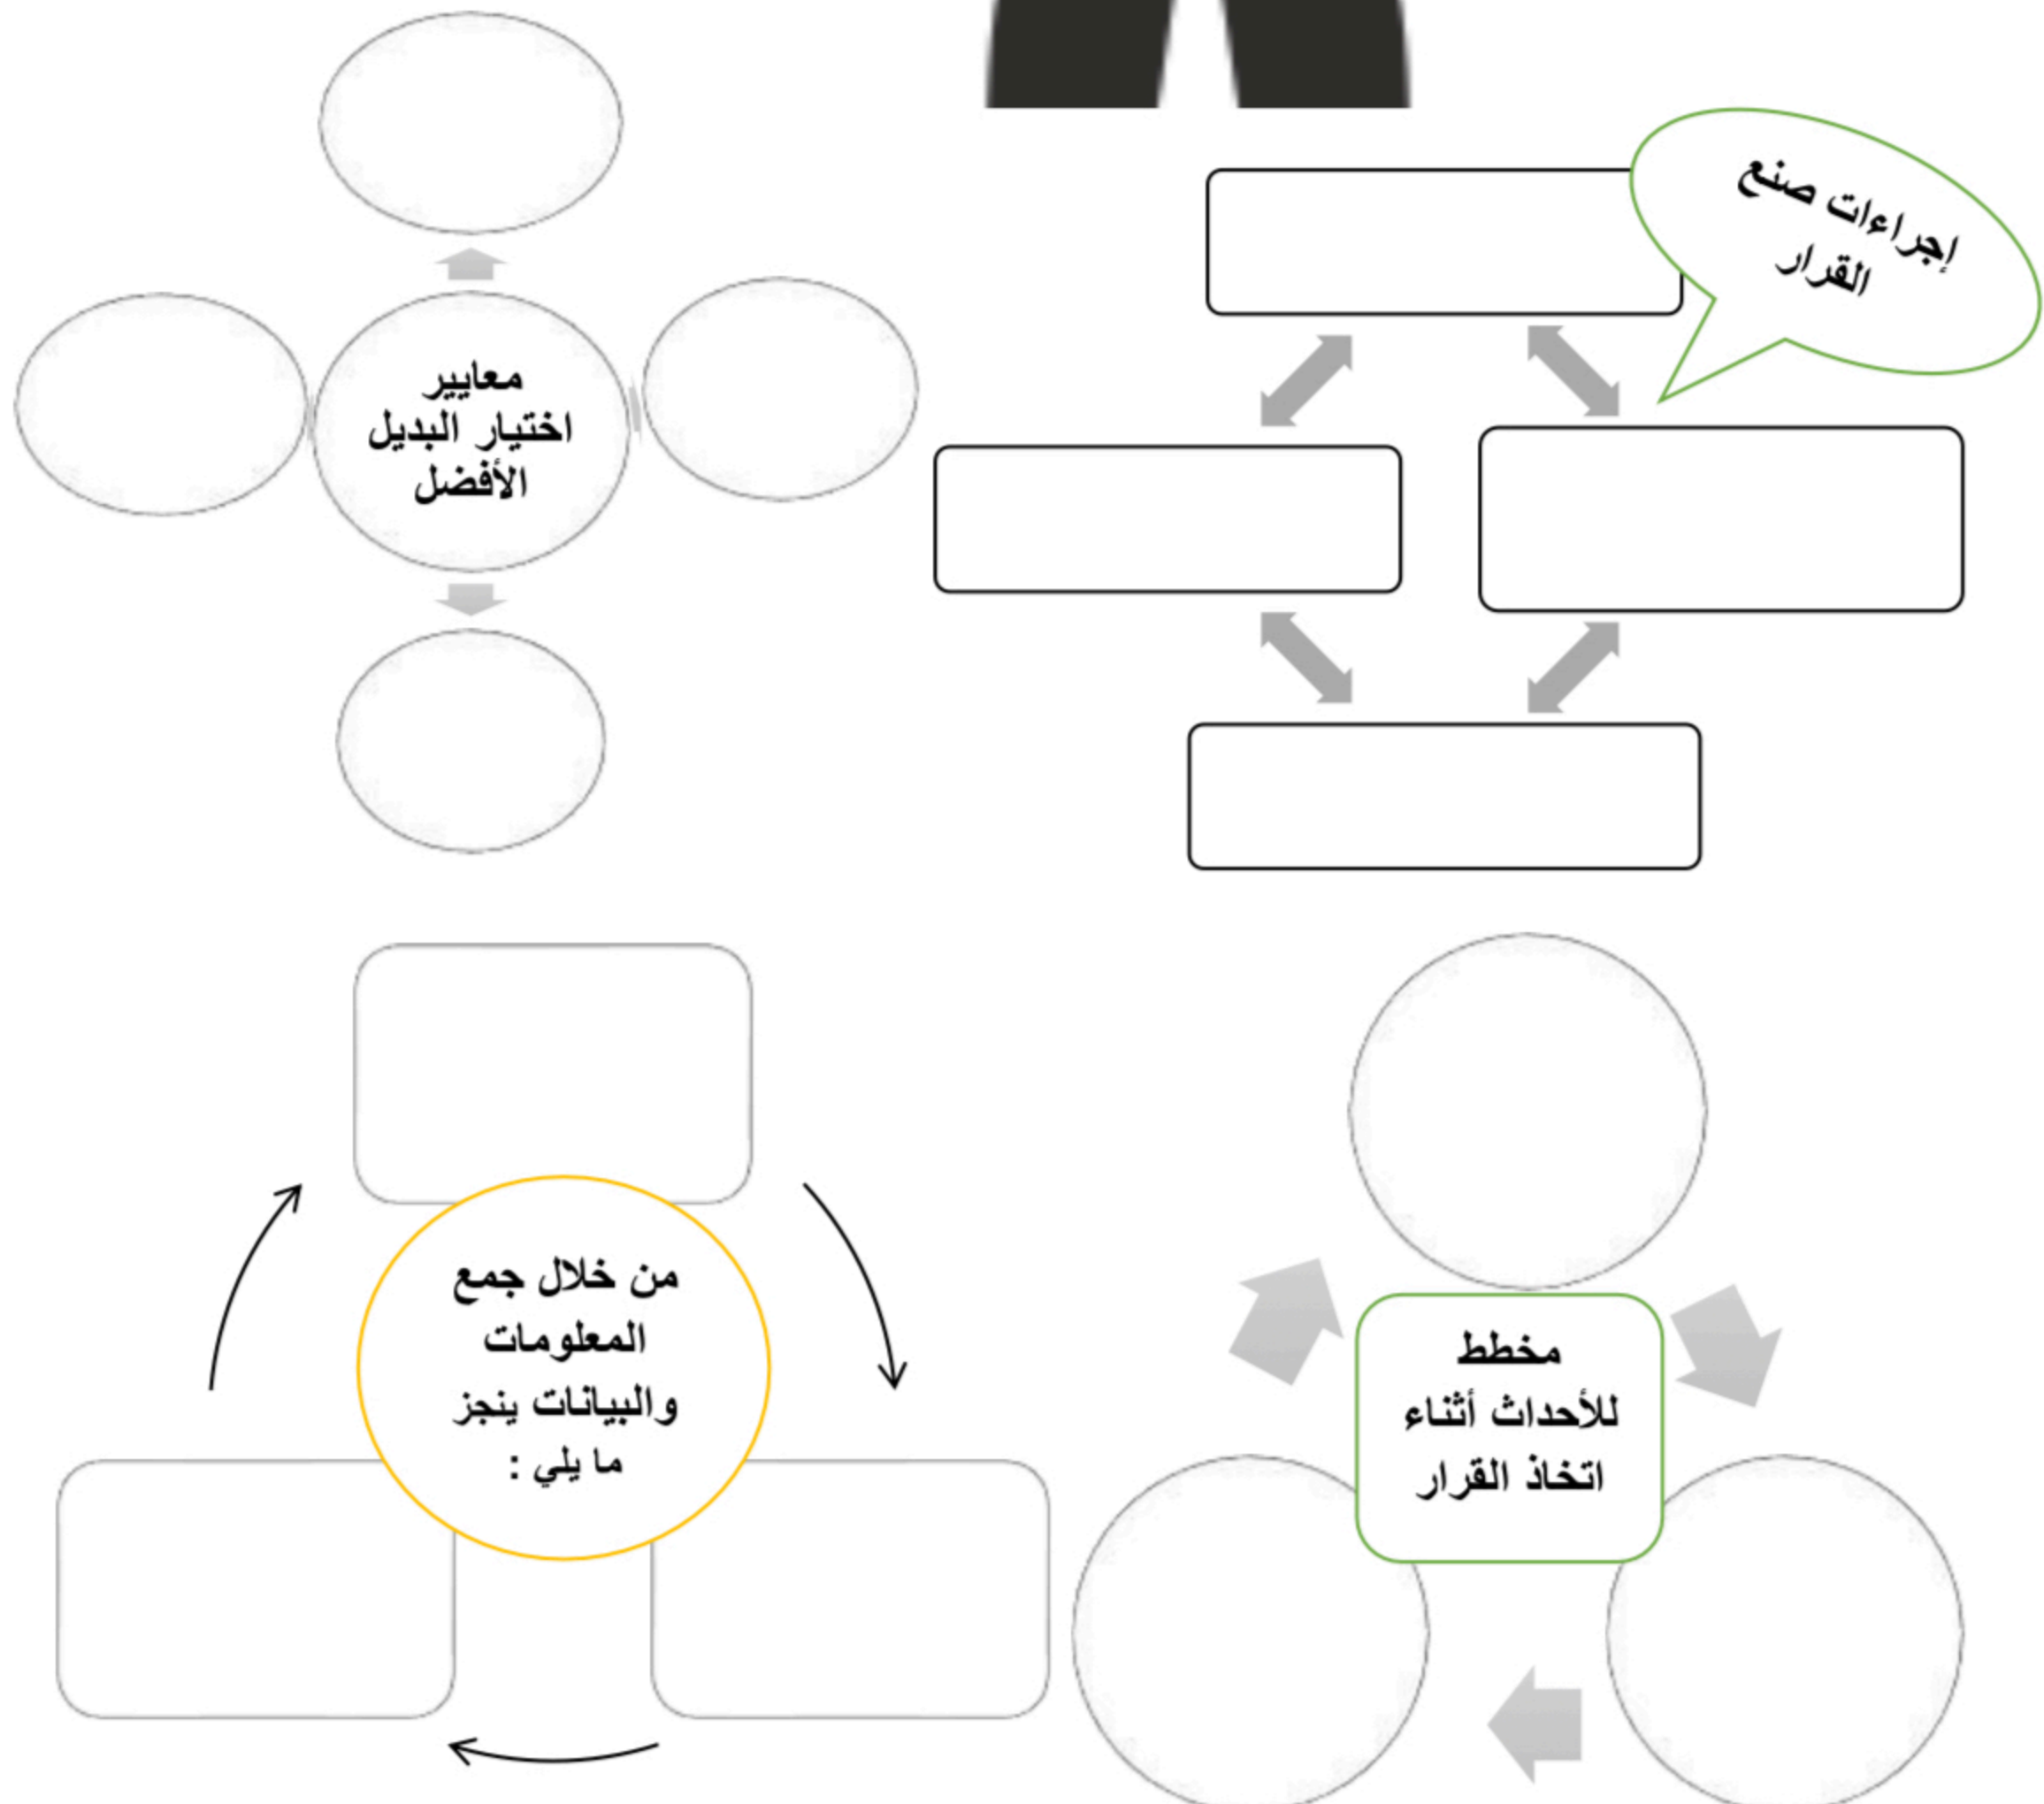 إجراءات صنع
القرار
معايير
اختيار البديل
الأفضل
مخطط
للأحداث أثناء
اتخاذ القرار
من خلال جمع
المعلومات
والبيانات ينجز
ما يلي :